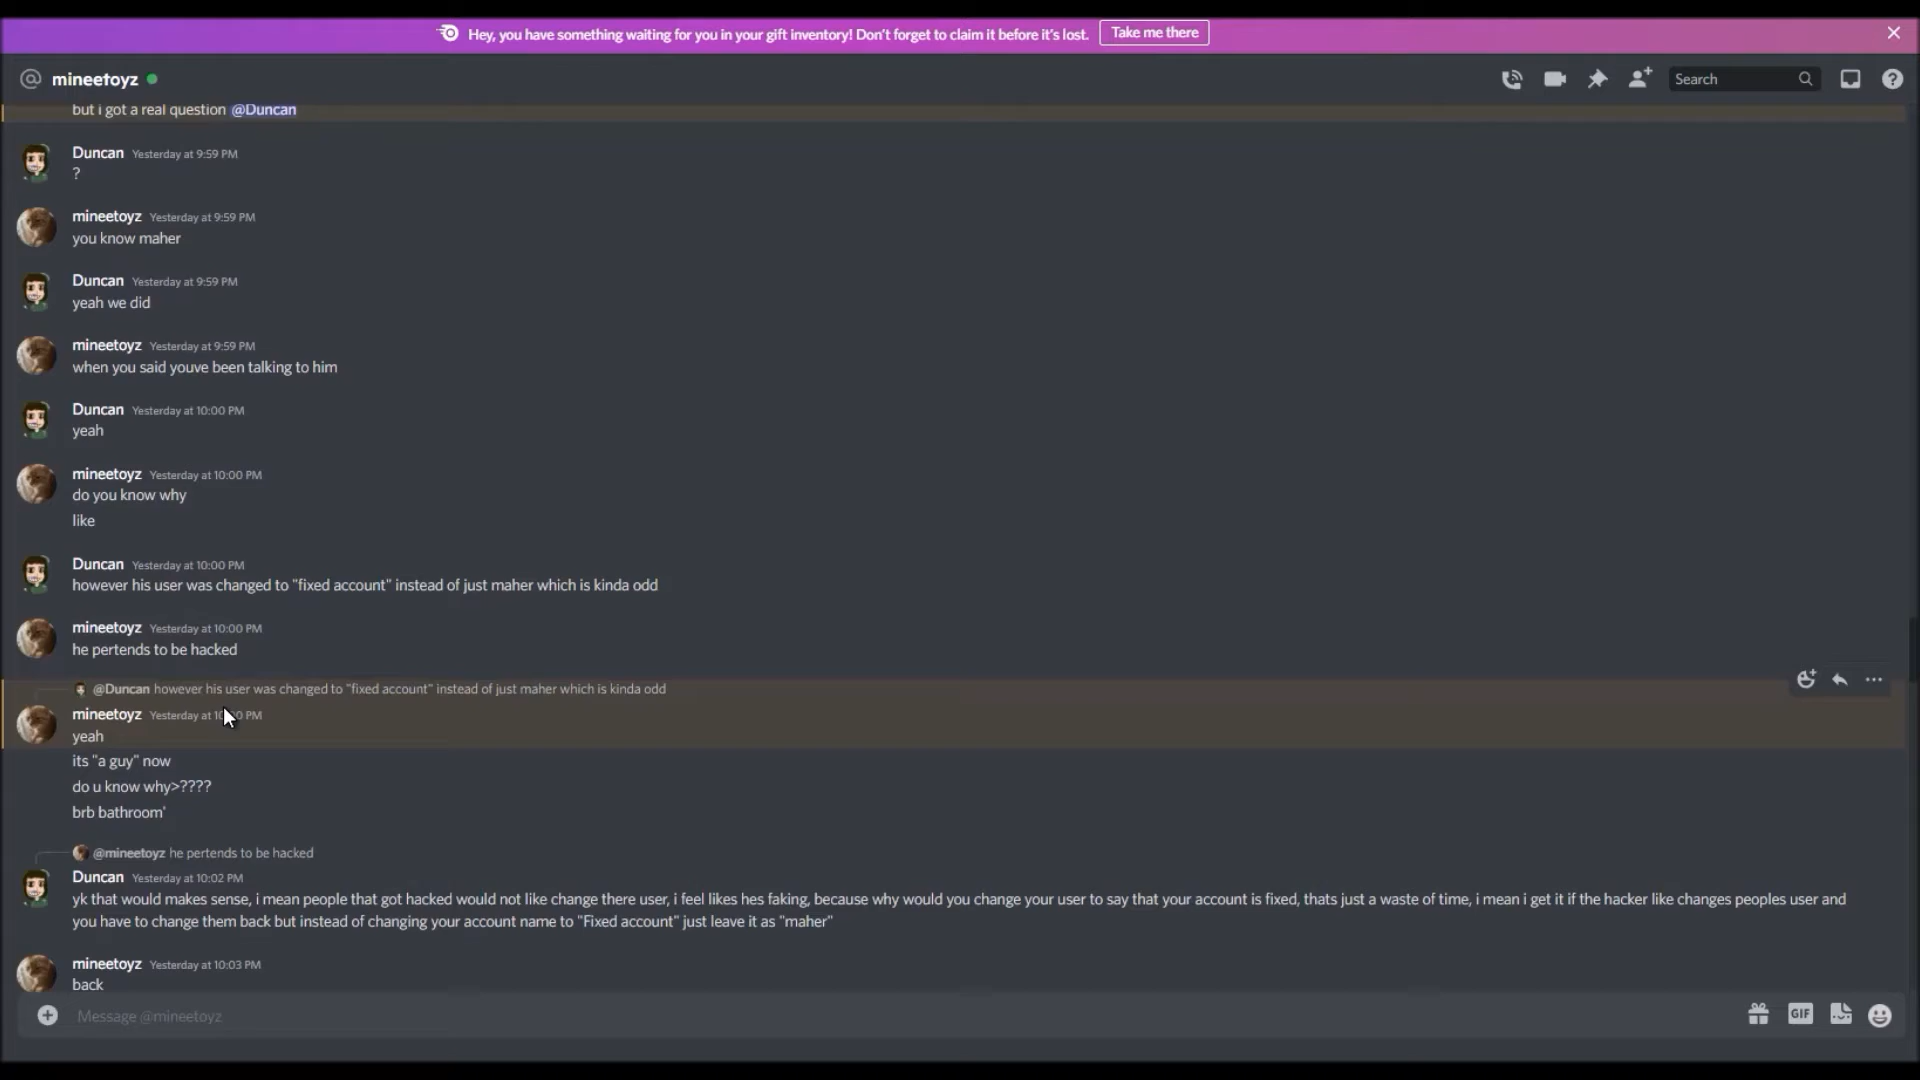 Hey, you have something waiting for you in your gift inventory! Don't forget to claim it before it's lost. Take me there
@ mineetoyz
Search
but i got a real question @Duncan
Duncan Yesterday at 9:59 PM
?
mineetoyz Yesterday at 9:59 PM
you know maher
Duncan Yesterday at 9:59 PM
yeah we did
mineetoyz Yesterday at 9:59 PM
when you said youve been talking to him
Duncan Yesterday at 10:00 PM
yeah
mineetoyz Yesterday at 10:00 PM
do you know why
like
Duncan Yesterday at 10:00 PM
however his user was changed to "fixed account" instead of just maher which is kinda odd
mineetoyz Yesterday at 10:00 PM
he pertends to be hacked
@Duncan however his user was changed to "fixed account" instead of just maher which is kinda odd
mineetoyz Yesterday at PM
yeah
its "a guy" now
do u know why>????
brb bathroom'
@mineetoyz he pertends to be hacked
Duncan Yesterday at 10:02 PM
yk that would makes sense, i mean people that got hacked would not like change there user, i feel likes hes faking, because why would you change your user to say that your account is fixed, thats just a waste of time, i mean i get it if the hacker like changes peoples user and
you have to change them back but instead of changing your account name to "Fixed account" just leave it as "maher"
mineetoyz Yesterday at 10:03 PM
back
Message @mineetoyz
GIF